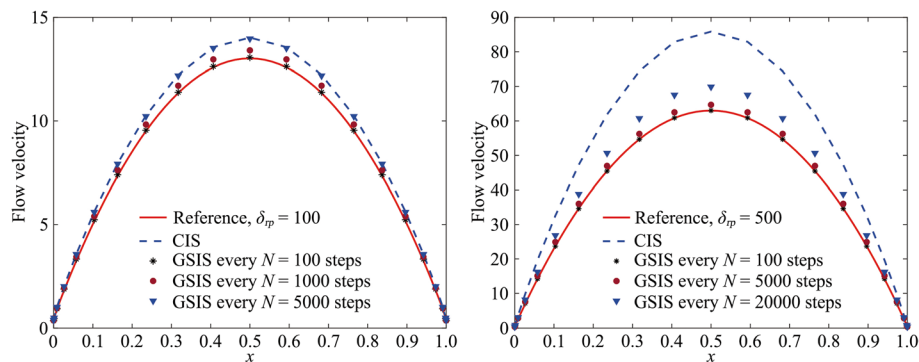 15
10
5
0
Flow velocity
Reference, δrp = 100
CIS
GSIS every N = 100 steps
GSIS every N = 1000 steps
GSIS every N = 5000 steps
0 0.1 0.2 0.3 0.4 0.5 0.6 0.7 0.8 0.9 1.0
x
90
80
70
60
50
40
30
20
10
0
Flow velocity
Reference, δrp = 500
CIS
GSIS every N = 100 steps
GSIS every N = 5000 steps
GSIS every N = 20000 steps
0 0.1 0.2 0.3 0.4 0.5 0.6 0.7 0.8 0.9 1.0
x